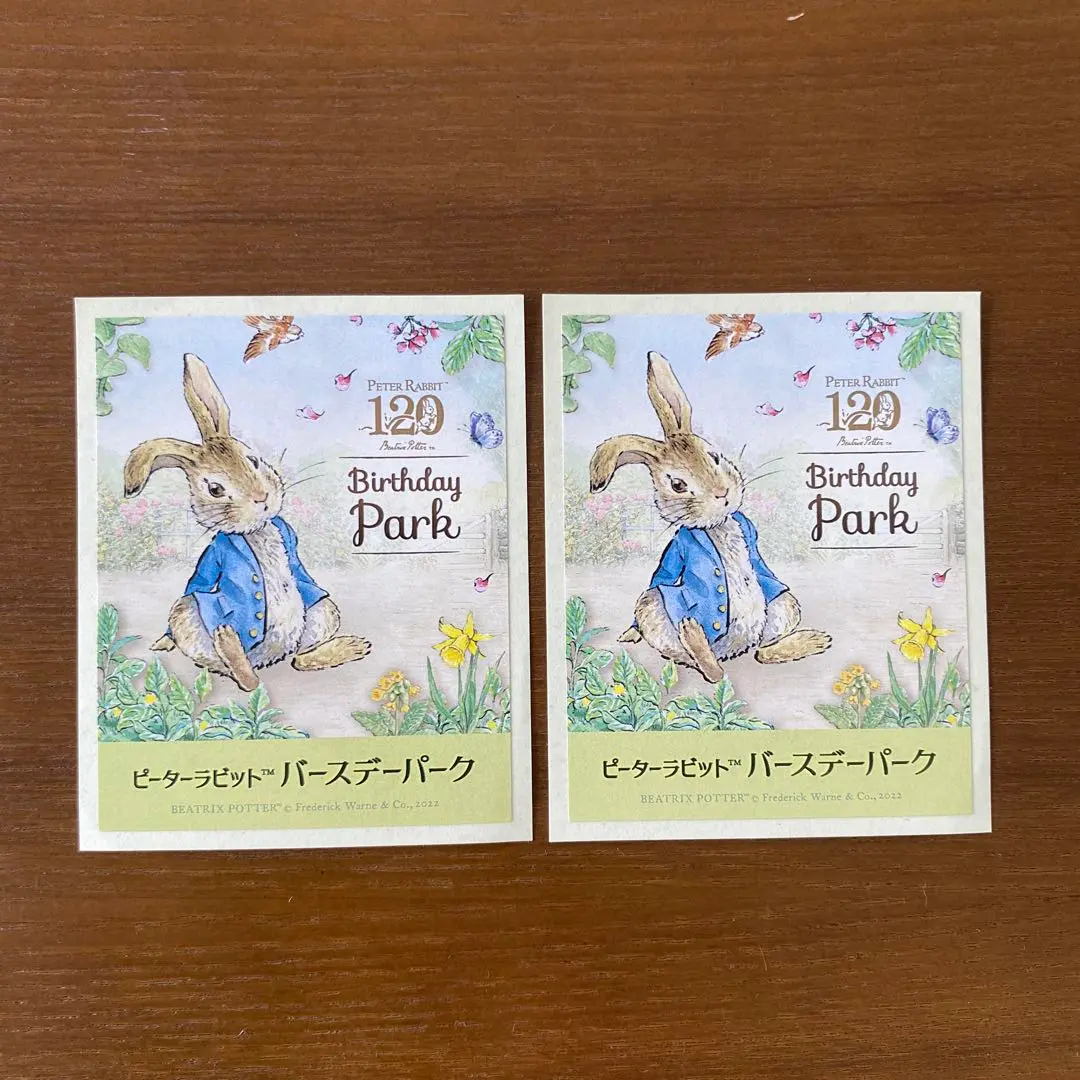 PETER RABBIT™
120
Beatrix Potter™
Birthday
Park
ピーターラビット™ バースデーパーク
BEATRIX POTTER™ © Frederick Warne & Co., 2022
PETER RABBIT™
120
Beatrix Potter™
Birthday
Park
ピーターラビット™ バースデーパーク
BEATRIX POTTER™ © Frederick Warne & Co., 2022